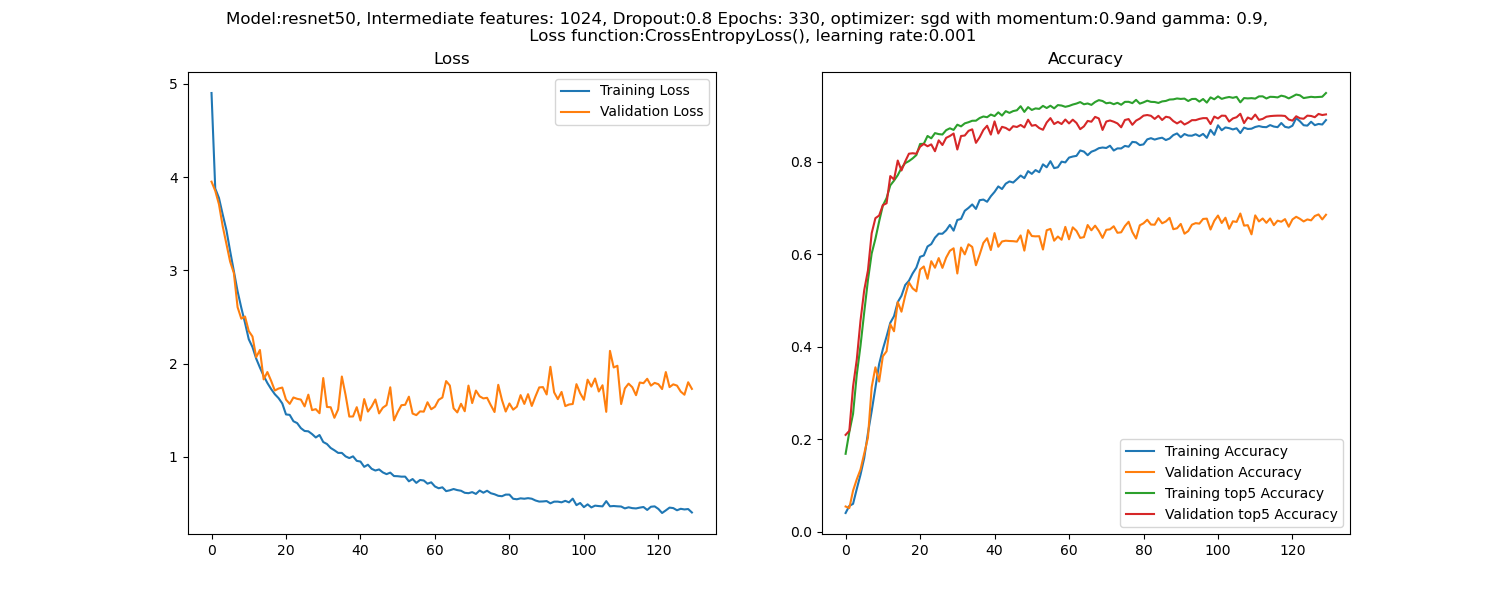 Model:resnet50, Intermediate features: 1024, Dropout:0.8 Epochs: 330, optimizer: sgd with momentum:0.9and gamma: 0.9,
Loss function:CrossEntropyLoss(), learning rate:0.001
Loss
5
4
3
2
1
0 20 40 60 80 100 120
Training Loss
Validation Loss
Accuracy
0.8
0.6
0.4
0.2
0.0
0 20 40 60 80 100 120
Training Accuracy
Validation Accuracy
Training top5 Accuracy
Validation top5 Accuracy